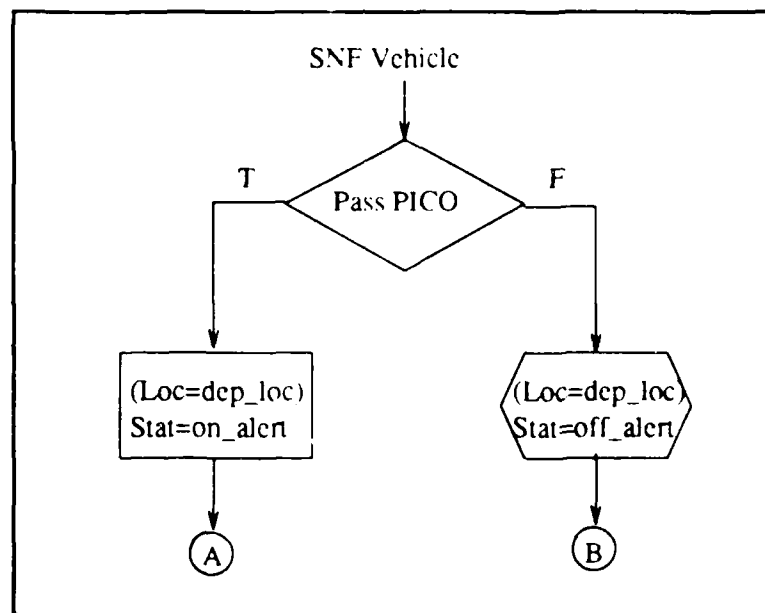 SNF Vehicle
T
F
Pass PICO
(Loc=dep_loc)
Stat=on_alert
(Loc=dep_loc)
Stat=off_alert
A
B